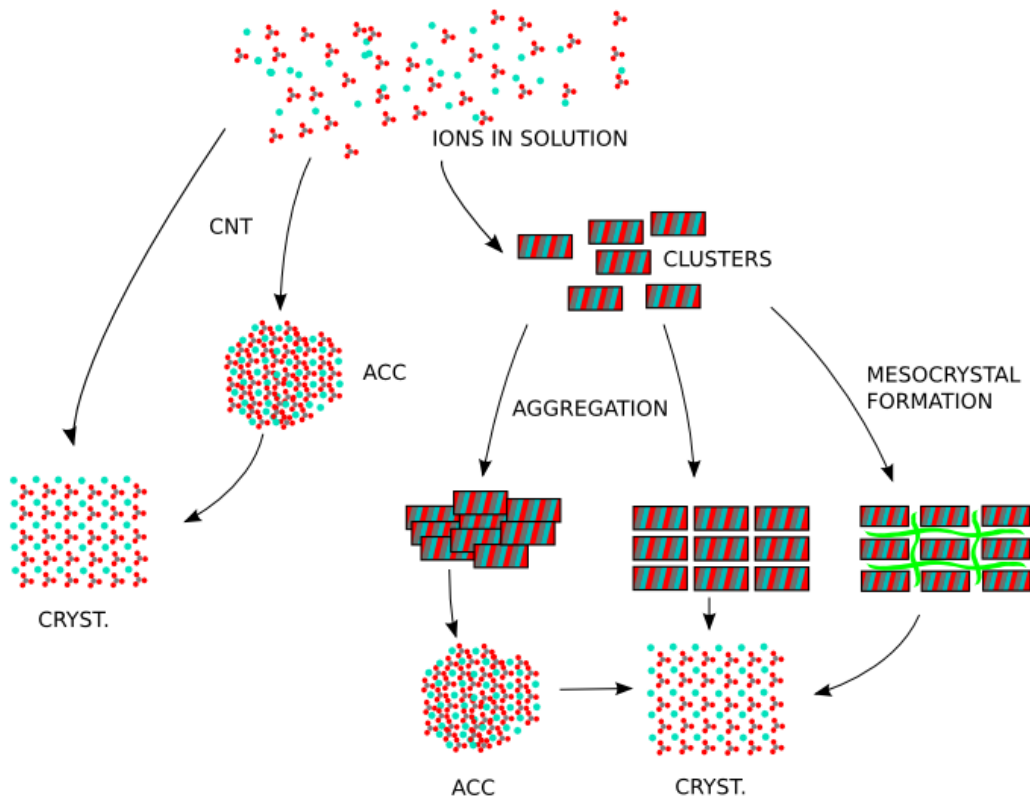 IONS IN SOLUTION
CNT
CLUSTERS
ACC
AGGREGATION
MESOCRYSTAL
FORMATION
CRYST.
ACC
CRYST.